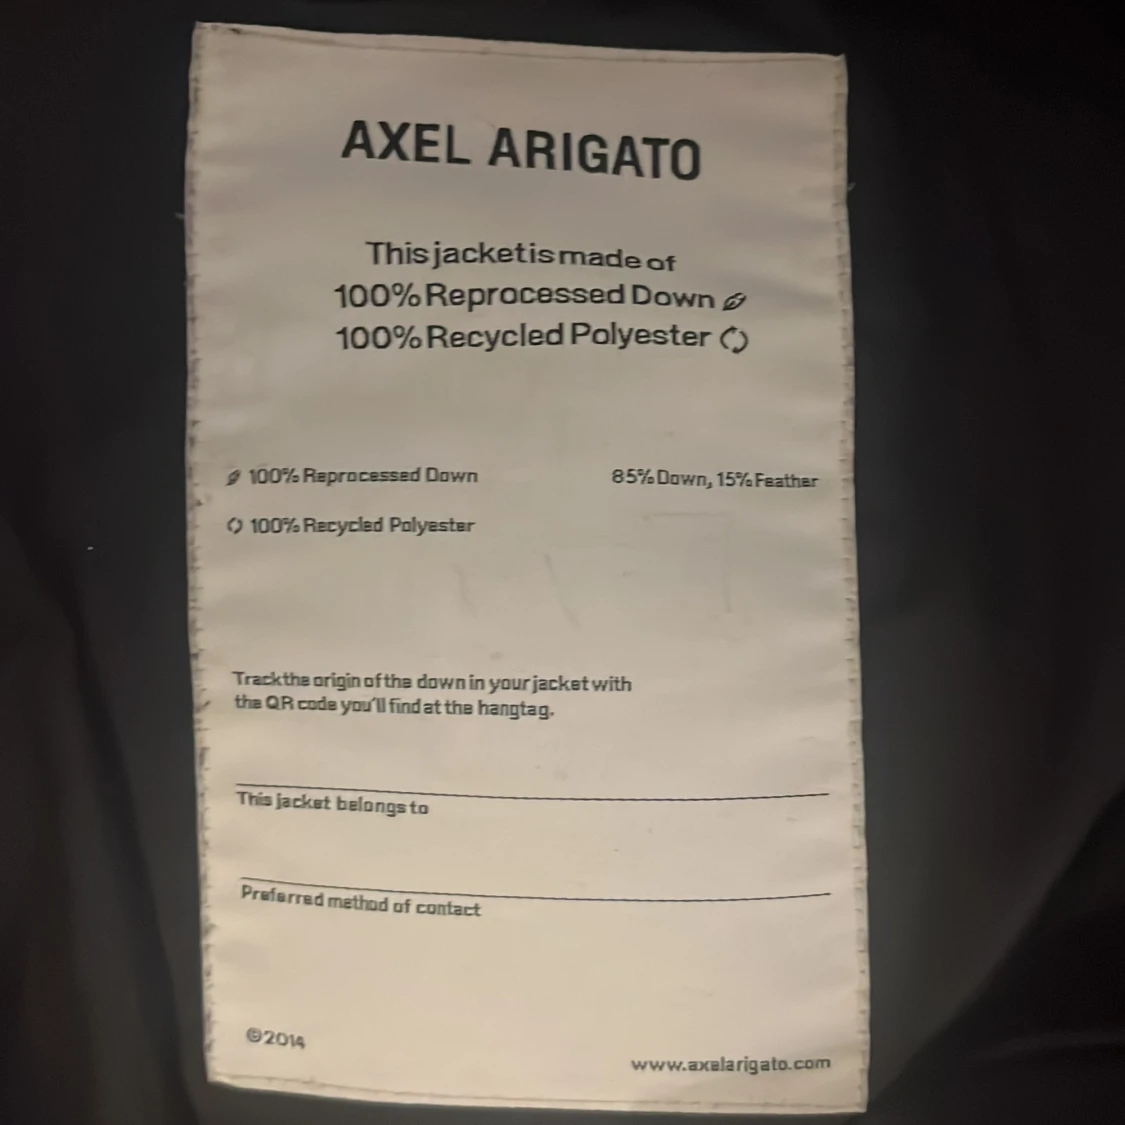 AXEL ARIGATO
This jacket is made of
100% Reprocessed Down
100% Recycled Polyester
100% Reprocessed Down 85% Down, 15% Feather
100% Recycled Polyester
Track the origin of the down in your jacket with
the QR code you'll find at the hangtag.
This jacket belongs to
Preferred method of contact
©2014
www.axelarigato.com